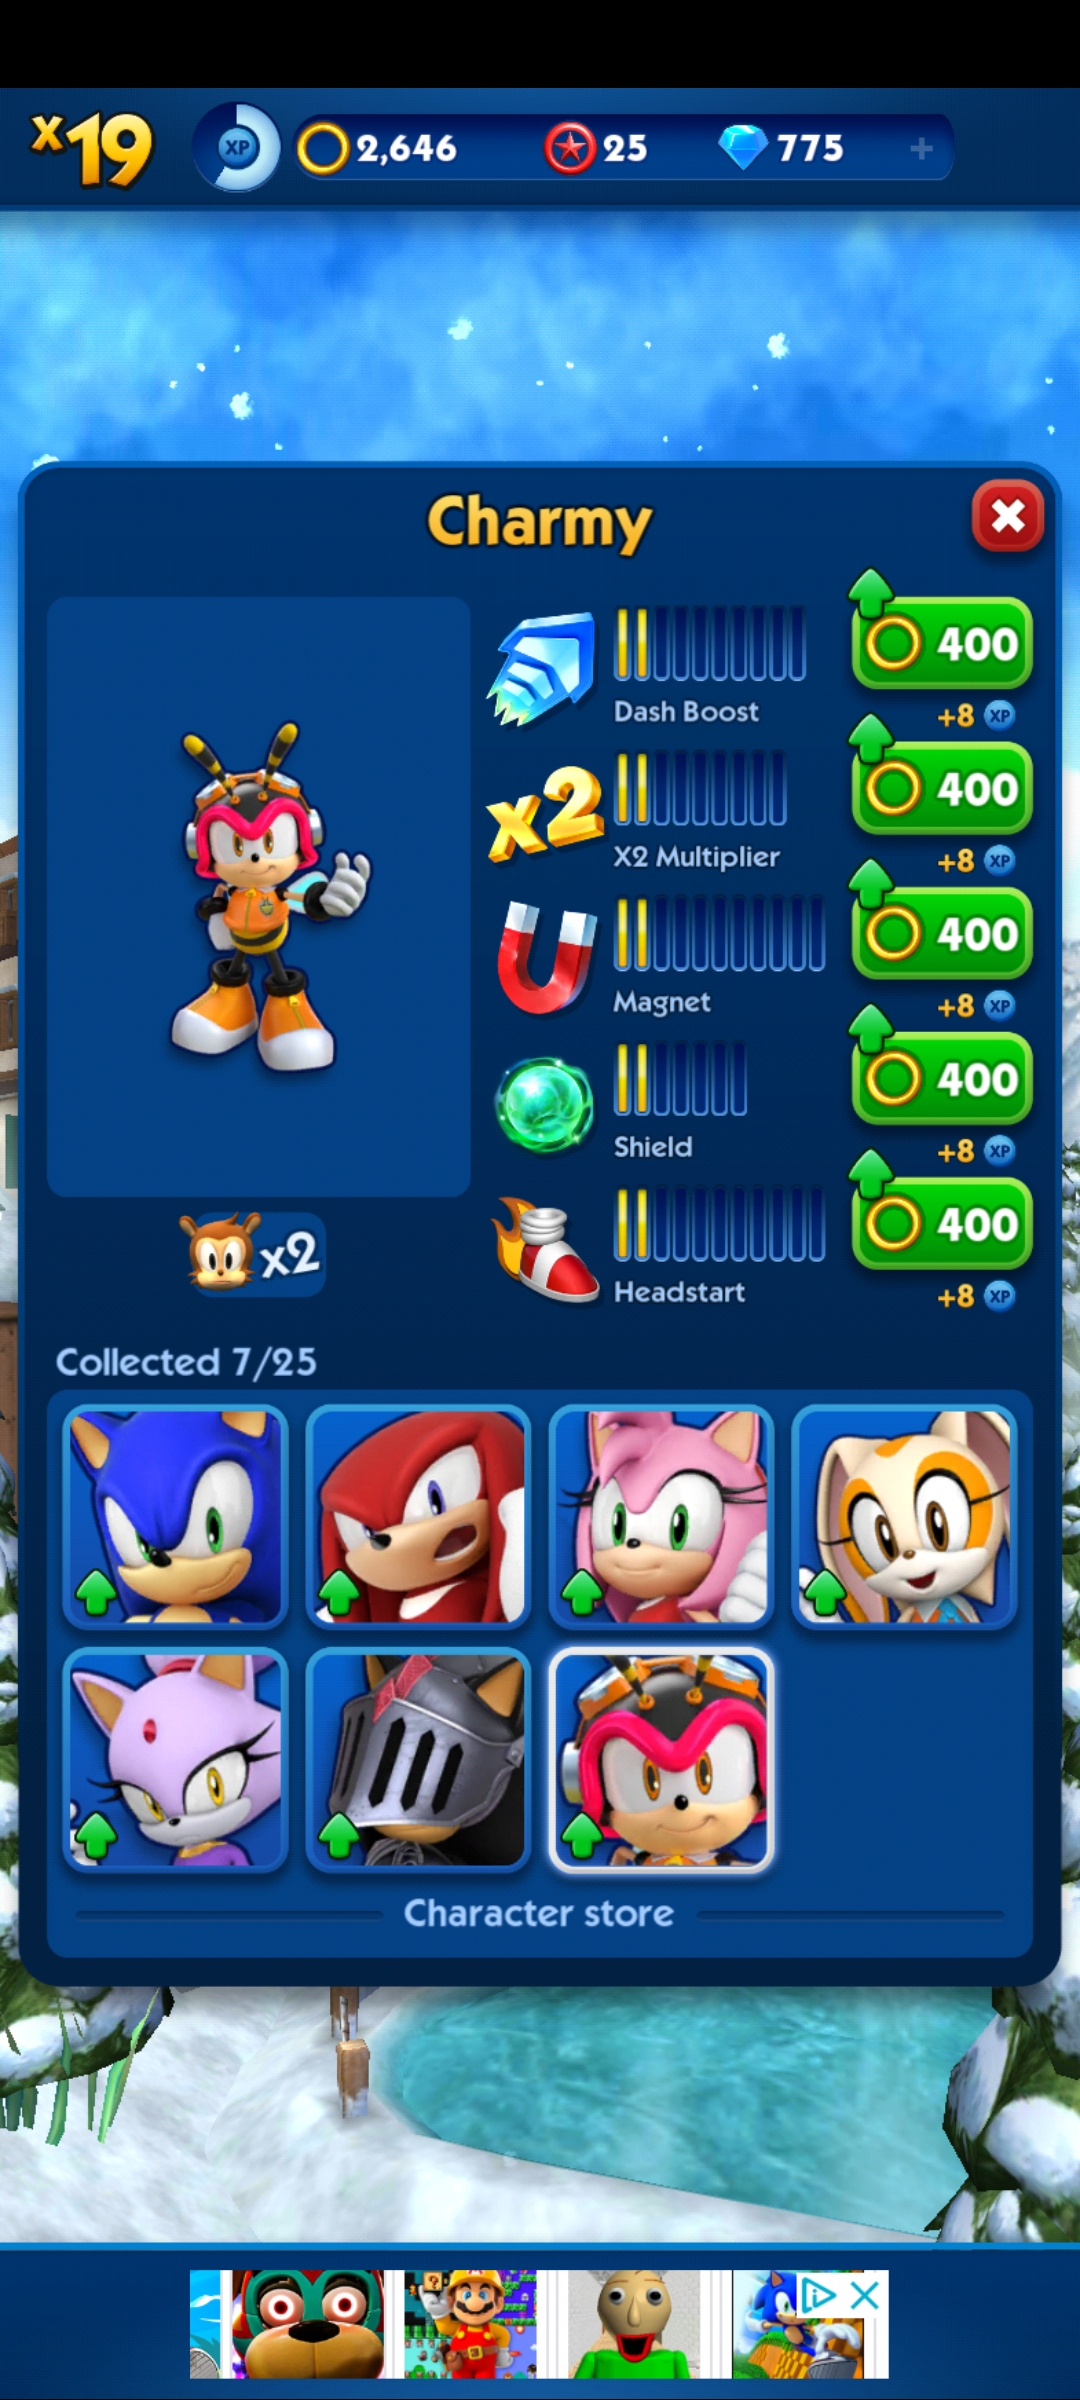 x19
XP
2,646
25
775
+
Charmy
400
Dash Boost
+8 XP
x2
400
X2 Multiplier
+8 XP
400
Magnet
+8 XP
400
Shield
+8 XP
400
Headstart
+8 XP
x2
Collected 7/25
Character store